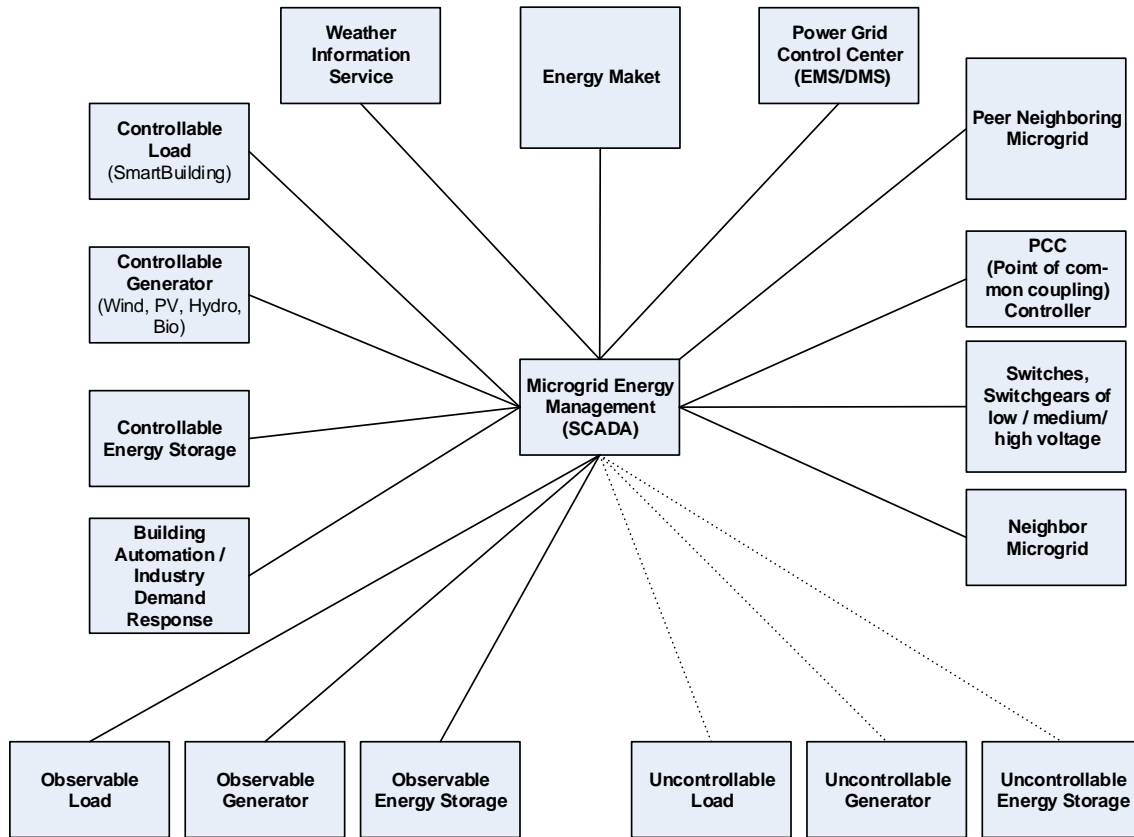 Weather
Information
Service
Energy Maket
Power Grid
Control Center
(EMS/DMS)
Peer Neighboring
Microgrid
Controllable
Load
(SmartBuilding)
Controllable
Generator
(Wind, PV, Hydro,
Bio)
PCC
(Point of com-
mon coupling)
Controller
Microgrid Energy
Management
(SCADA)
Switches,
Switchgears of
low / medium/
high voltage
Controllable
Energy Storage
Building
Automation /
Industry
Demand
Response
Neighbor
Microgrid
Observable
Load
Observable
Generator
Observable
Energy Storage
Uncontrollable
Load
Uncontrollable
Generator
Uncontrollable
Energy Storage